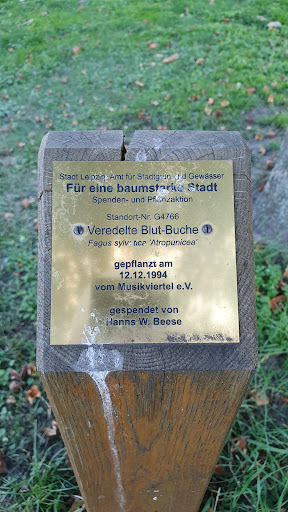 Stadt Leipzig, Amt für Stadtgrün und Gewässer
Für eine baumstarke Stadt
Spenden- und Pflanzaktion
Standort-Nr. G4766
Veredelte Blut-Buche
Fagus sylvatica 'Atropunicea'
gepflanzt am
12.12.1994
vom Musikviertel e.V.
gespendet von
Hanns W. Beese